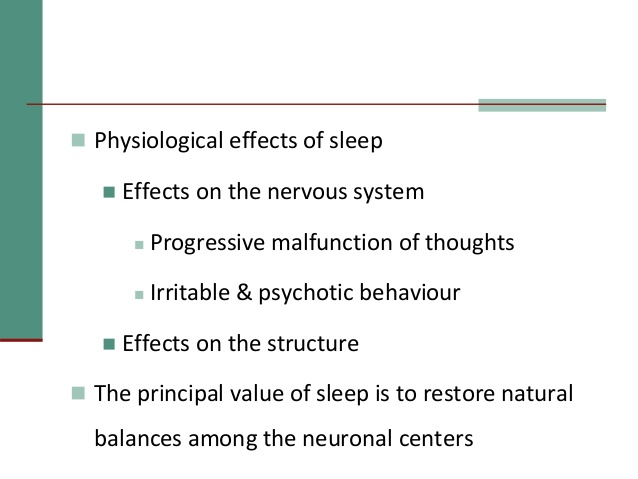 Physiological effects of sleep
Effects on the nervous system
Progressive malfunction of thoughts
Irritable & psychotic behaviour
Effects on the structure
The principal value of sleep is to restore natural
balances among the neuronal centers